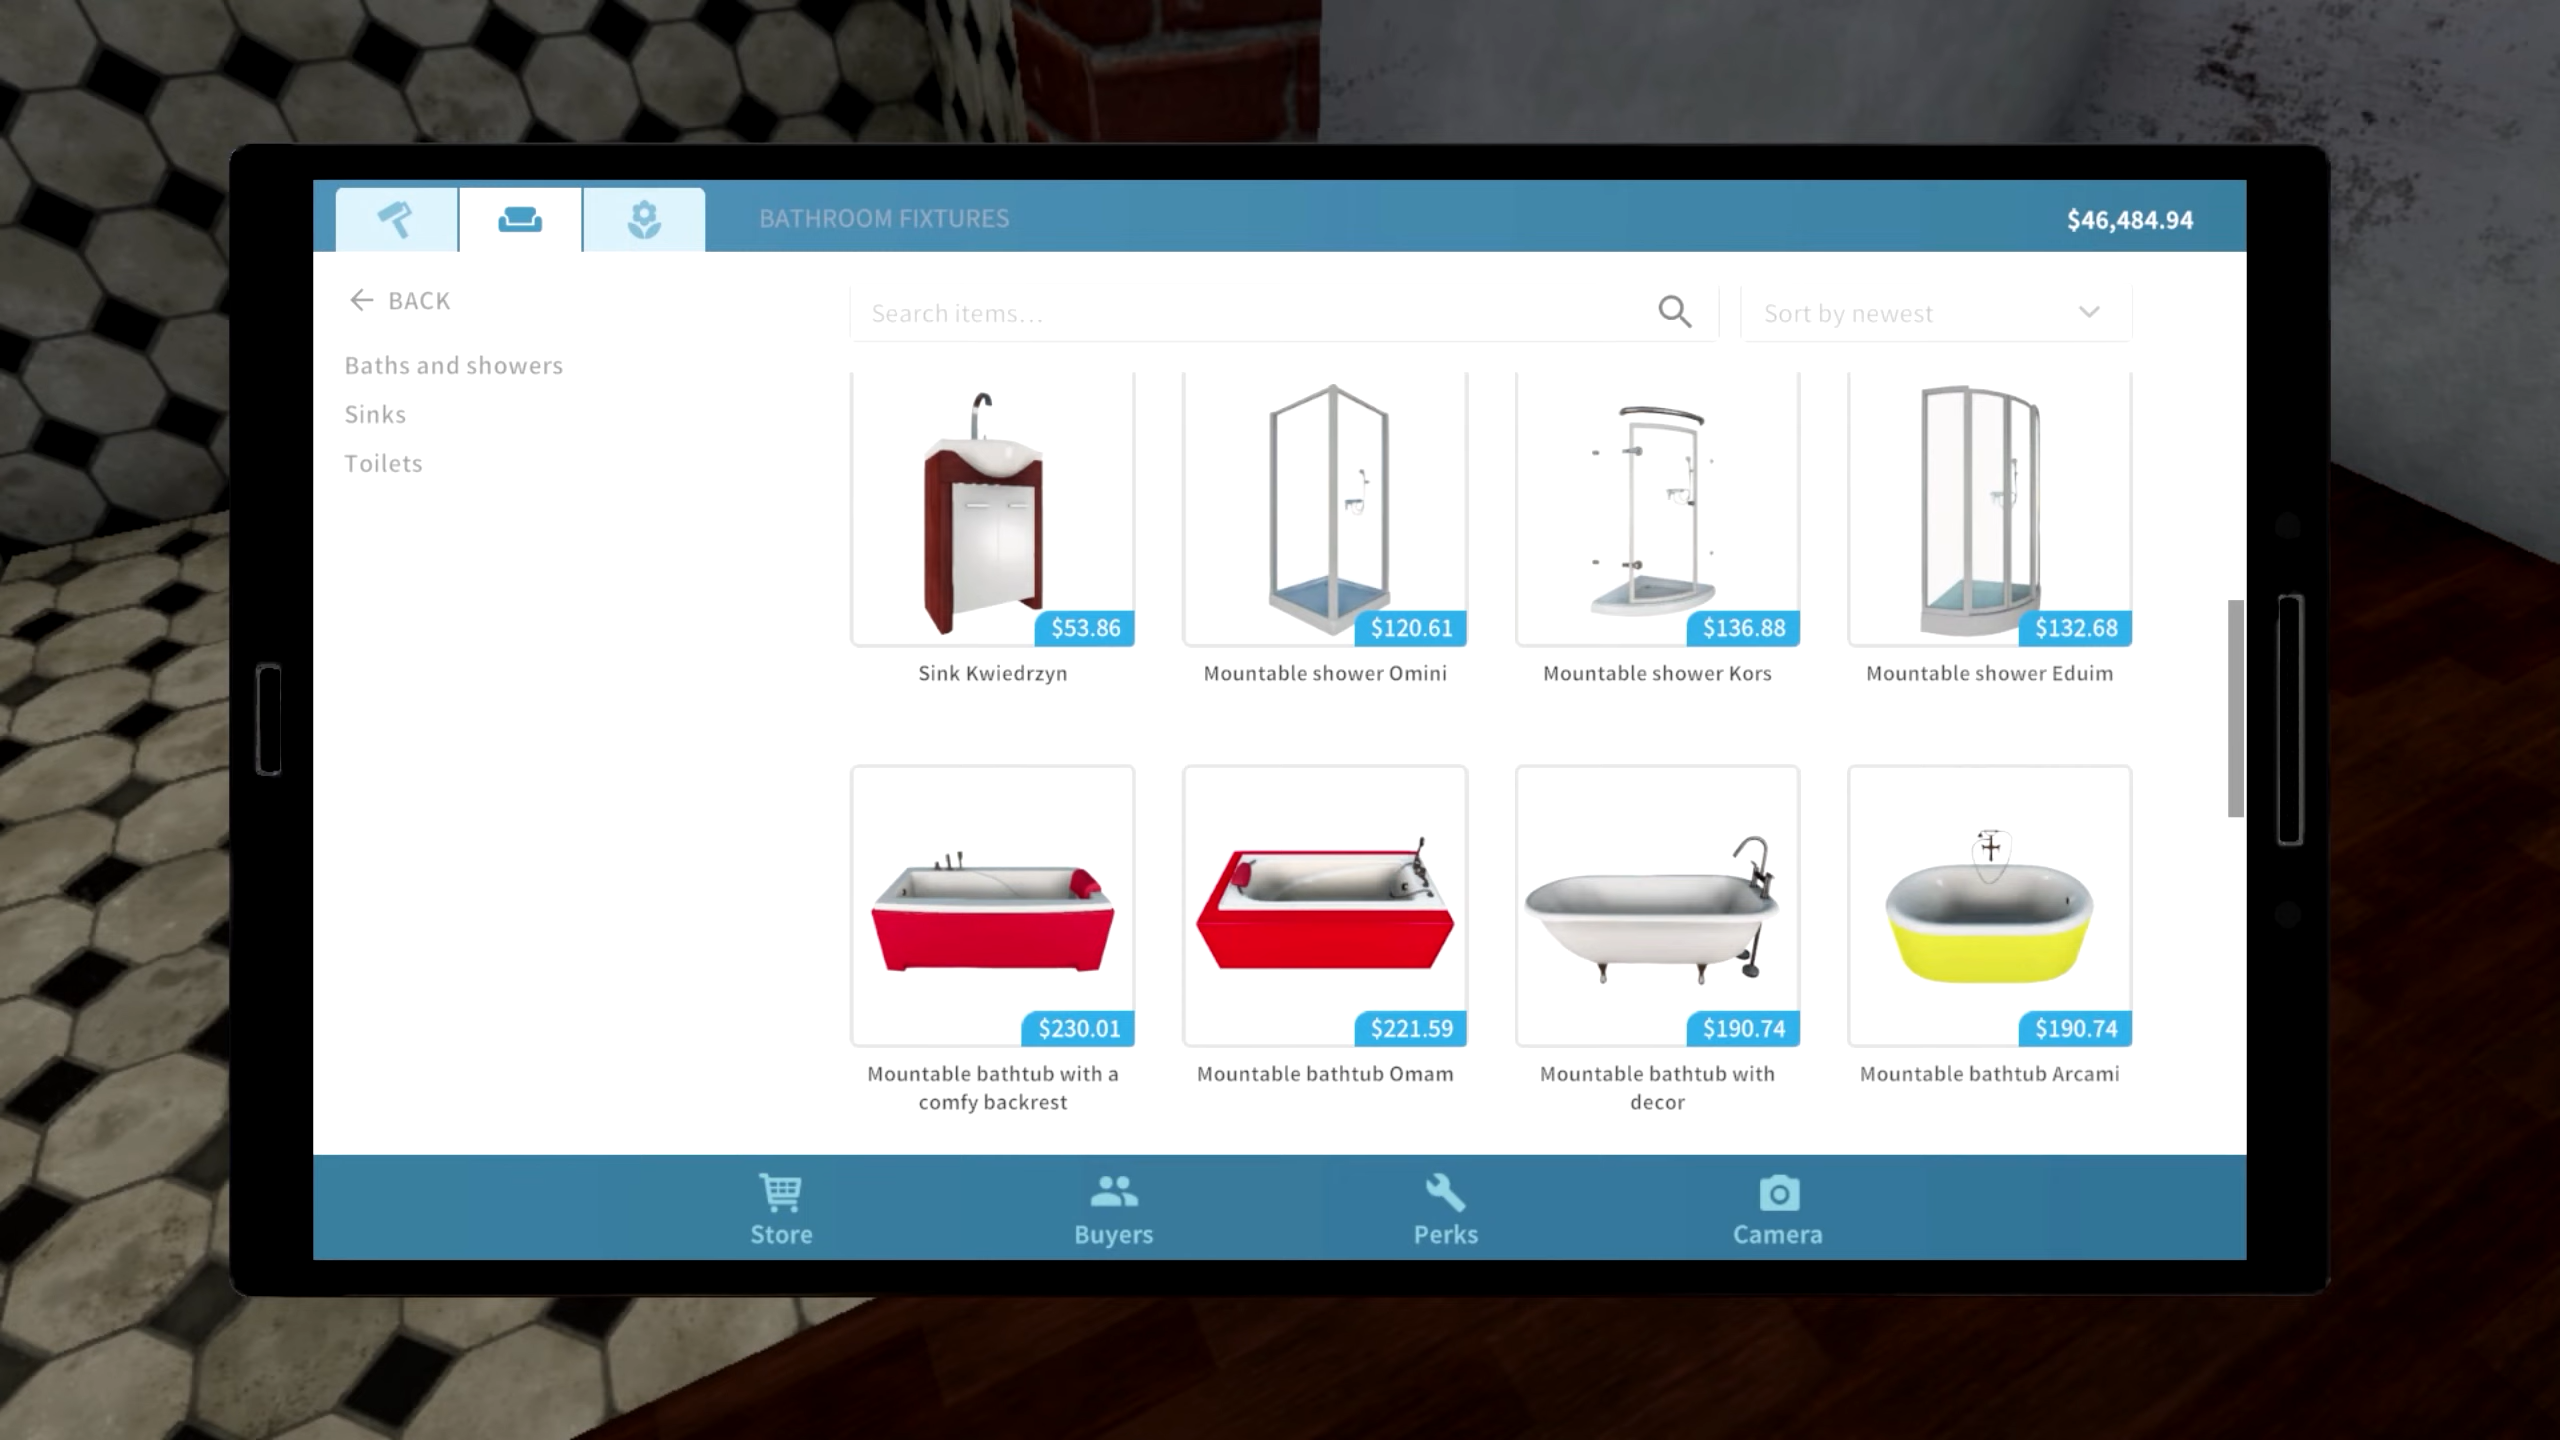 BATHROOM FIXTURES
$46,484.94
BACK
Search items...
Sort by newest
Baths and showers
Sinks
Toilets
$53.86
$120.61
$136.88
$132.68
Sink Kwiedrzyn
Mountable shower Omini
Mountable shower Kors
Mountable shower Eduim
$230.01
$221.59
$190.74
$190.74
Mountable bathtub with a
comfy backrest
Mountable bathtub Omam
Mountable bathtub with
decor
Mountable bathtub Arcami
Store
Buyers
Perks
Camera